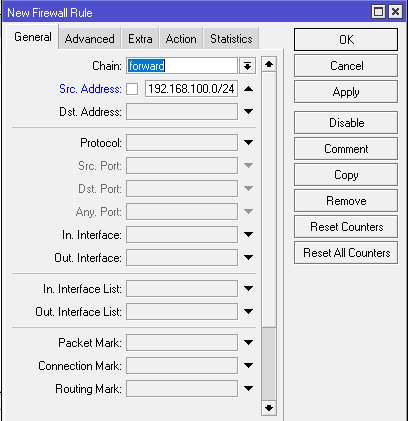 New Firewall Rule
General Advanced Extra Action Statistics
Chain: forward
Src. Address: 192.168.100.0/24
Dst. Address:
Protocol:
Src. Port:
Dst. Port:
Any. Port:
In. Interface:
Out. Interface:
In. Interface List:
Out. Interface List:
Packet Mark:
Connection Mark:
Routing Mark:
OK
Cancel
Apply
Disable
Comment
Copy
Remove
Reset Counters
Reset All Counters